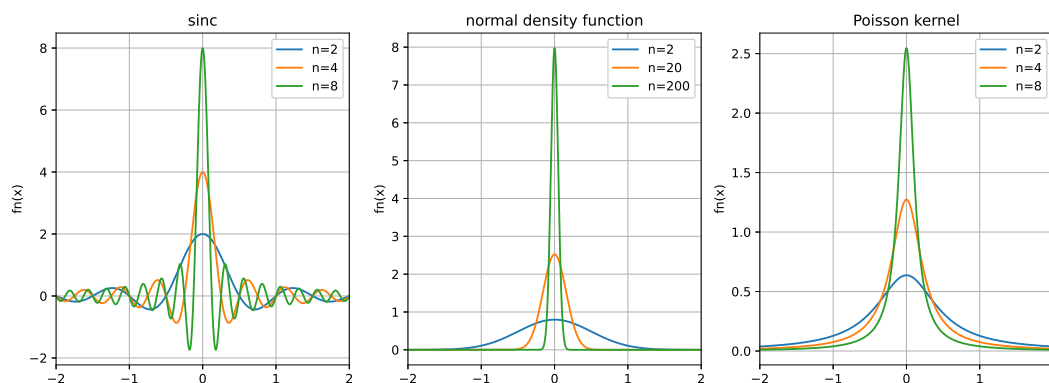 sinc
fn(x)
8
6
4
2
0
−2
−2
−1
0
1
2
n=2
n=4
n=8
normal density function
fn(x)
8
7
6
5
4
3
2
1
0
−2
−1
0
1
2
n=2
n=20
n=200
Poisson kernel
fn(x)
2.5
2.0
1.5
1.0
0.5
0.0
−2
−1
0
1
n=2
n=4
n=8